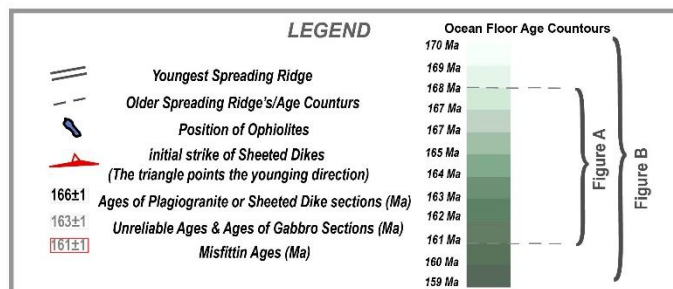 LEGEND
Youngest Spreading Ridge
Older Spreading Ridge's/Age Counturs
Position of Ophiolites
initial strike of Sheeted Dikes
(The triangle points the younging direction)
166±1 Ages of Plagiogranite or Sheeted Dike sections (Ma)
163±1 Unreliable Ages & Ages of Gabbro Sections (Ma)
161±1 Misfittin Ages (Ma)
Ocean Floor Age Countours
170 Ma
169 Ma
168 Ma
167 Ma
167 Ma
165 Ma
164 Ma
163 Ma
162 Ma
161 Ma
160 Ma
159 Ma
Figure A
Figure B